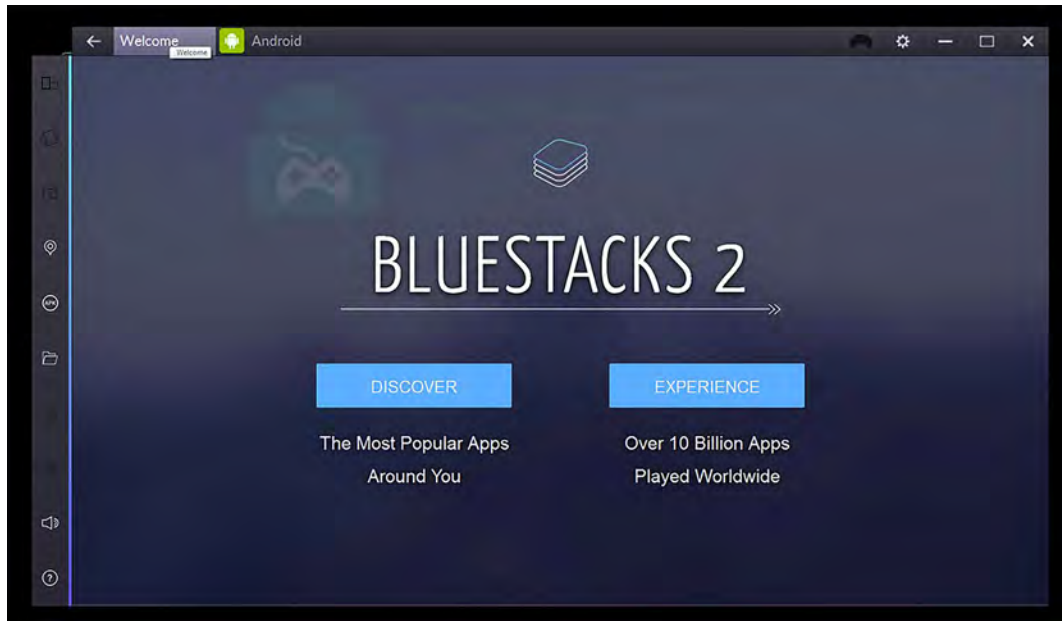 Welcome
Android
Welcome
BLUESTACKS 2
DISCOVER
EXPERIENCE
The Most Popular Apps
Around You
Over 10 Billion Apps
Played Worldwide
APK